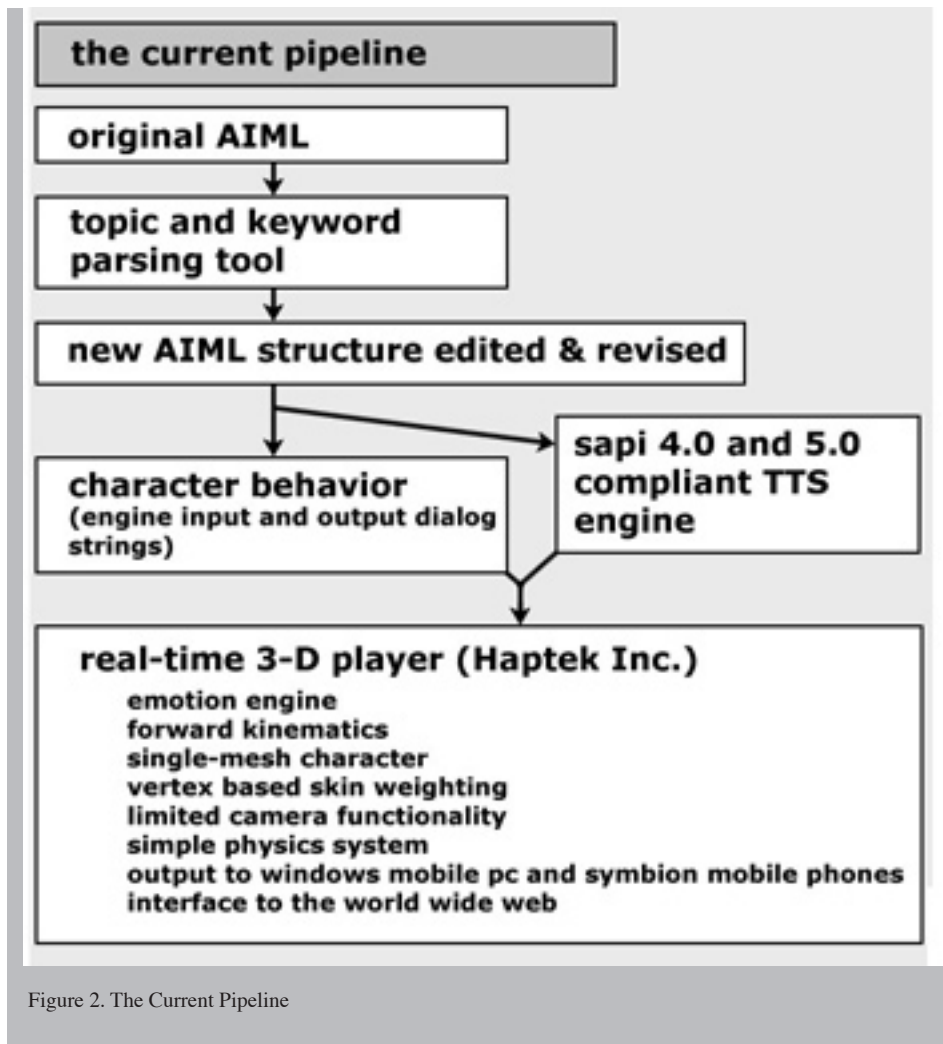 the current pipeline
original AIML
topic and keyword
parsing tool
new AIML structure edited & revised
sapi 4.0 and 5.0
compliant TTS
engine
character behavior
(engine input and output dialog
strings)
real-time 3-D player (Haptek Inc.)
emotion engine
forward kinematics
single-mesh character
vertex based skin weighting
limited camera functionality
simple physics system
output to windows mobile pc and symbion mobile phones
interface to the world wide web
Figure 2. The Current Pipeline